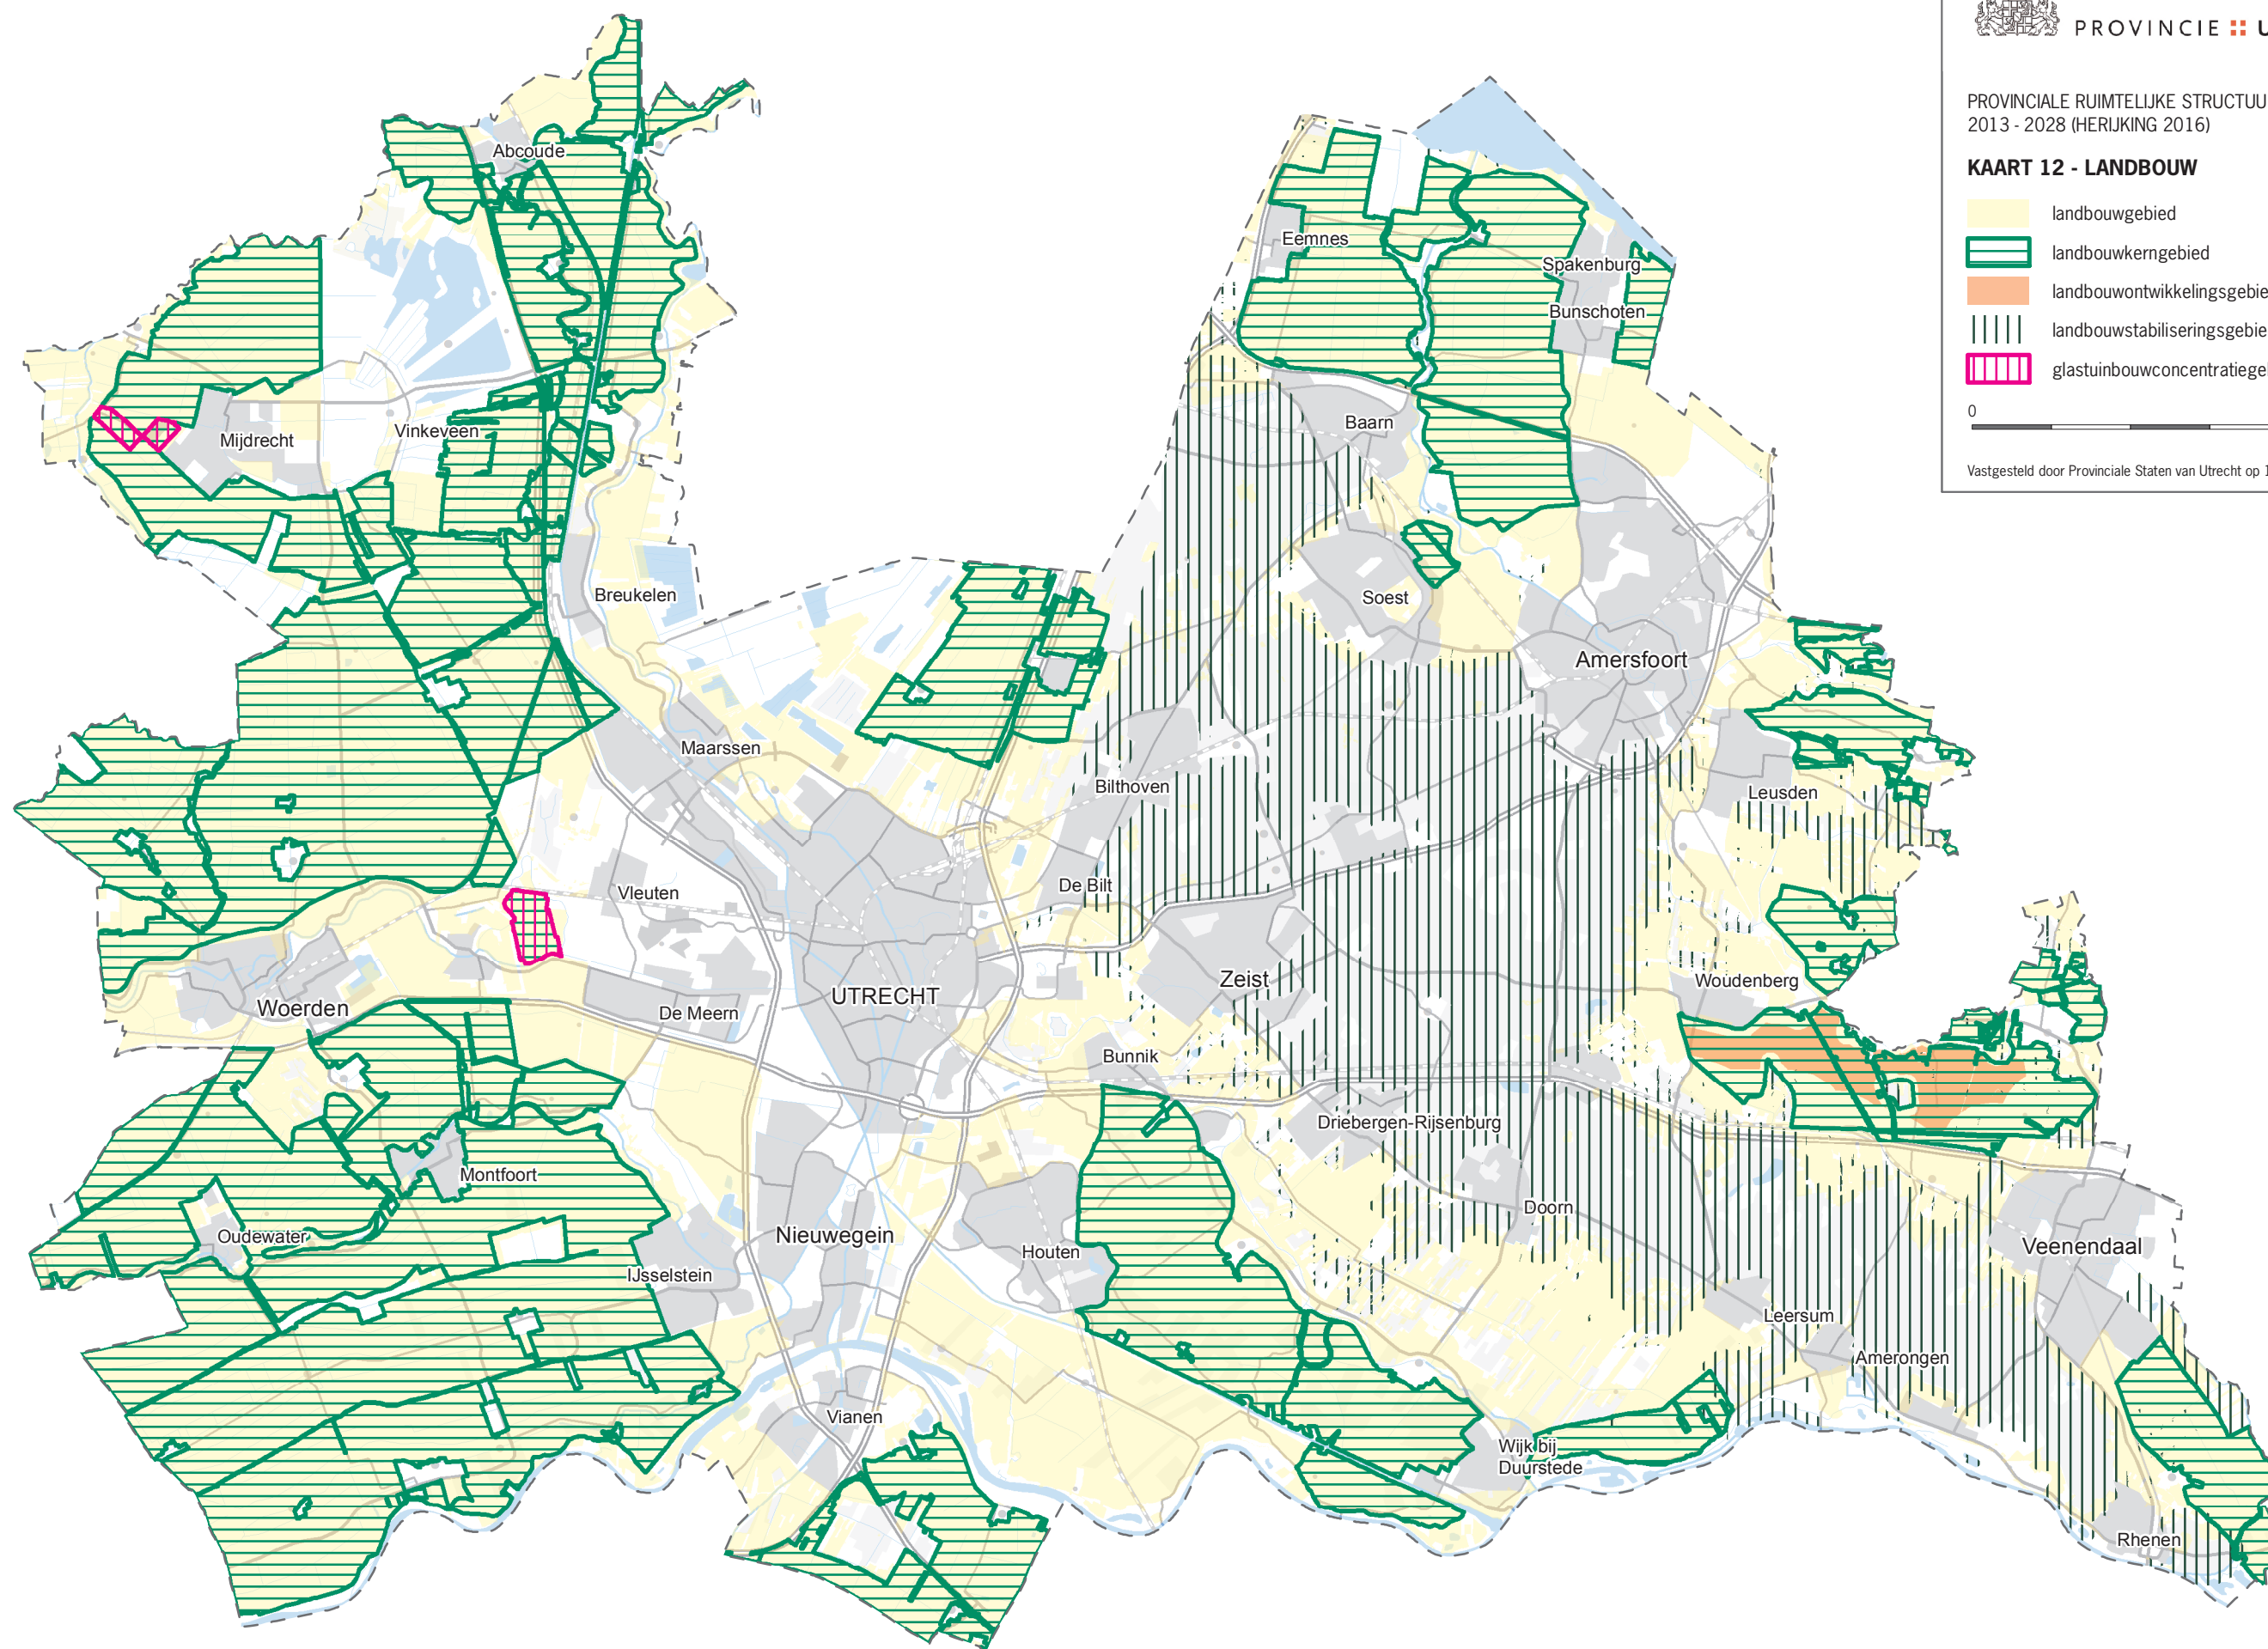 PROVINCIE :: U
PROVINCIALE RUIMTELIJKE STRUCTUU
2013 - 2028 (HERIJKING 2016)
KAART 12 - LANDBOUW
landbouwgebied
landbouwkerngebied
landbouwontwikkelingsgebie
landbouwstabiliseringsgebie
glastuinbouwconcentratiege
0
Vastgesteld door Provinciale Staten van Utrecht op 1
Abcoude
Eemnes
Spakenburg
Bunschoten
Baarn
Mijdrecht
Vinkeveen
Breukelen
Soest
Amersfoort
Maarssen
Bilthoven
Leusden
Vleuten
De Bilt
Zeist
Woudenberg
UTRECHT
Woerden
De Meern
Bunnik
Driebergen-Rijsenburg
Montfoort
Doorn
Oudewater
Nieuwegein
Houten
Veenendaal
IJsselstein
Leersum
Amerongen
Vianen
Wijk bij
Duurstede
Rhenen